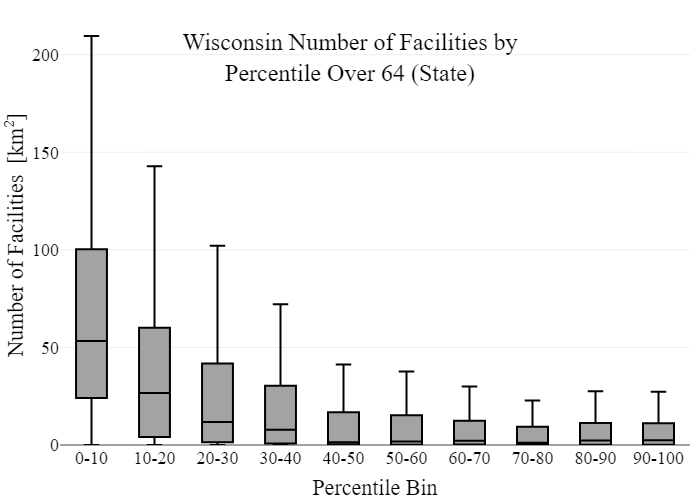 Wisconsin Number of Facilities by
Percentile Over 64 (State)
Number of Facilities [km²]
200
150
100
50
0
0-10 10-20 20-30 30-40 40-50 50-60 60-70 70-80 80-90 90-100
Percentile Bin